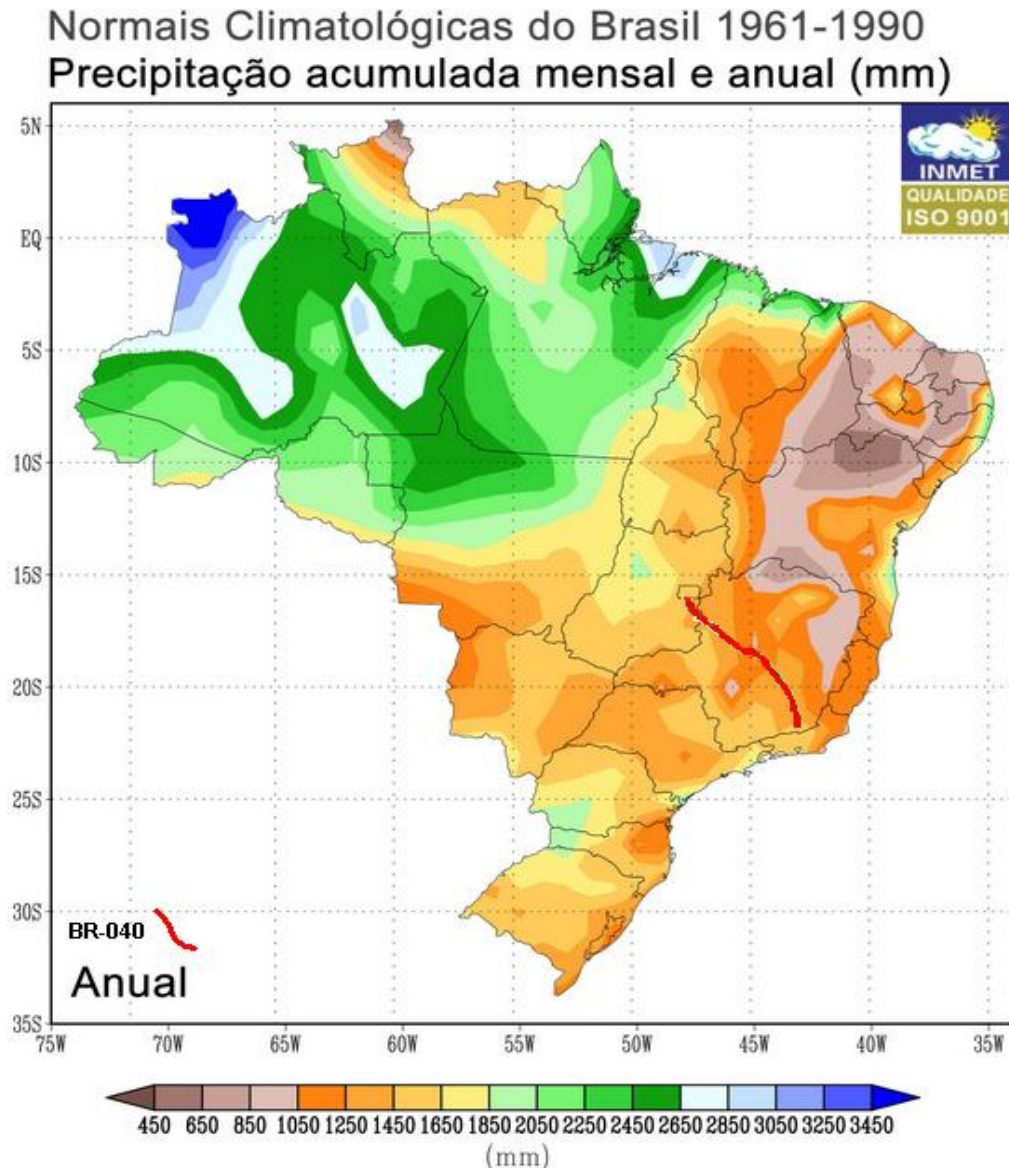 Normais Climatológicas do Brasil 1961-1990
Precipitação acumulada mensal e anual (mm)
INMET
QUALIDADE
ISO 9001
5N
EQ
5S
10S
15S
20S
25S
30S
35S
BR-040
Anual
75W 70W 65W 60W 55W 50W 45W 40W 35W
450 650 850 1050 1250 1450 1650 1850 2050 2250 2450 2650 2850 3050 3250 3450
(mm)